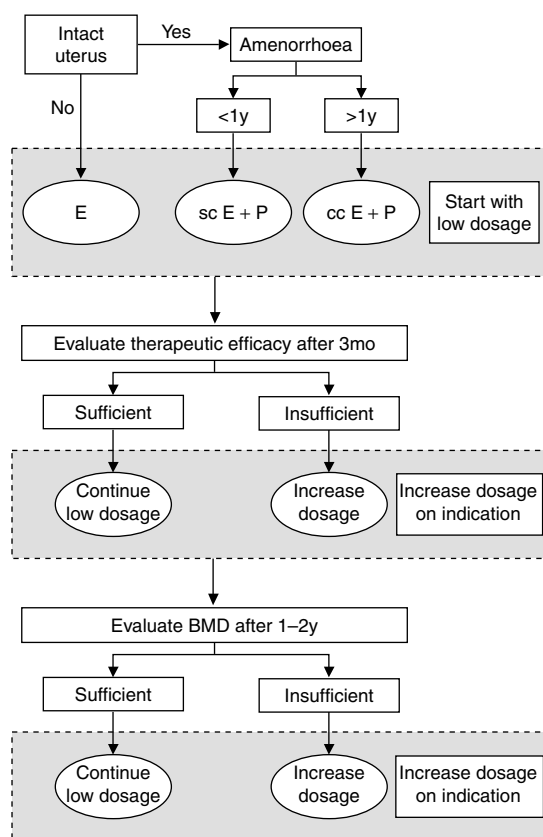 Intact
uterus
Yes
Amenorrhoea
No
<1y
>1y
E
sc E + P
cc E + P
Start with
low dosage
Evaluate therapeutic efficacy after 3mo
Sufficient
Insufficient
Continue
low dosage
Increase
dosage
Increase dosage
on indication
Evaluate BMD after 1–2y
Sufficient
Insufficient
Continue
low dosage
Increase
dosage
Increase dosage
on indication